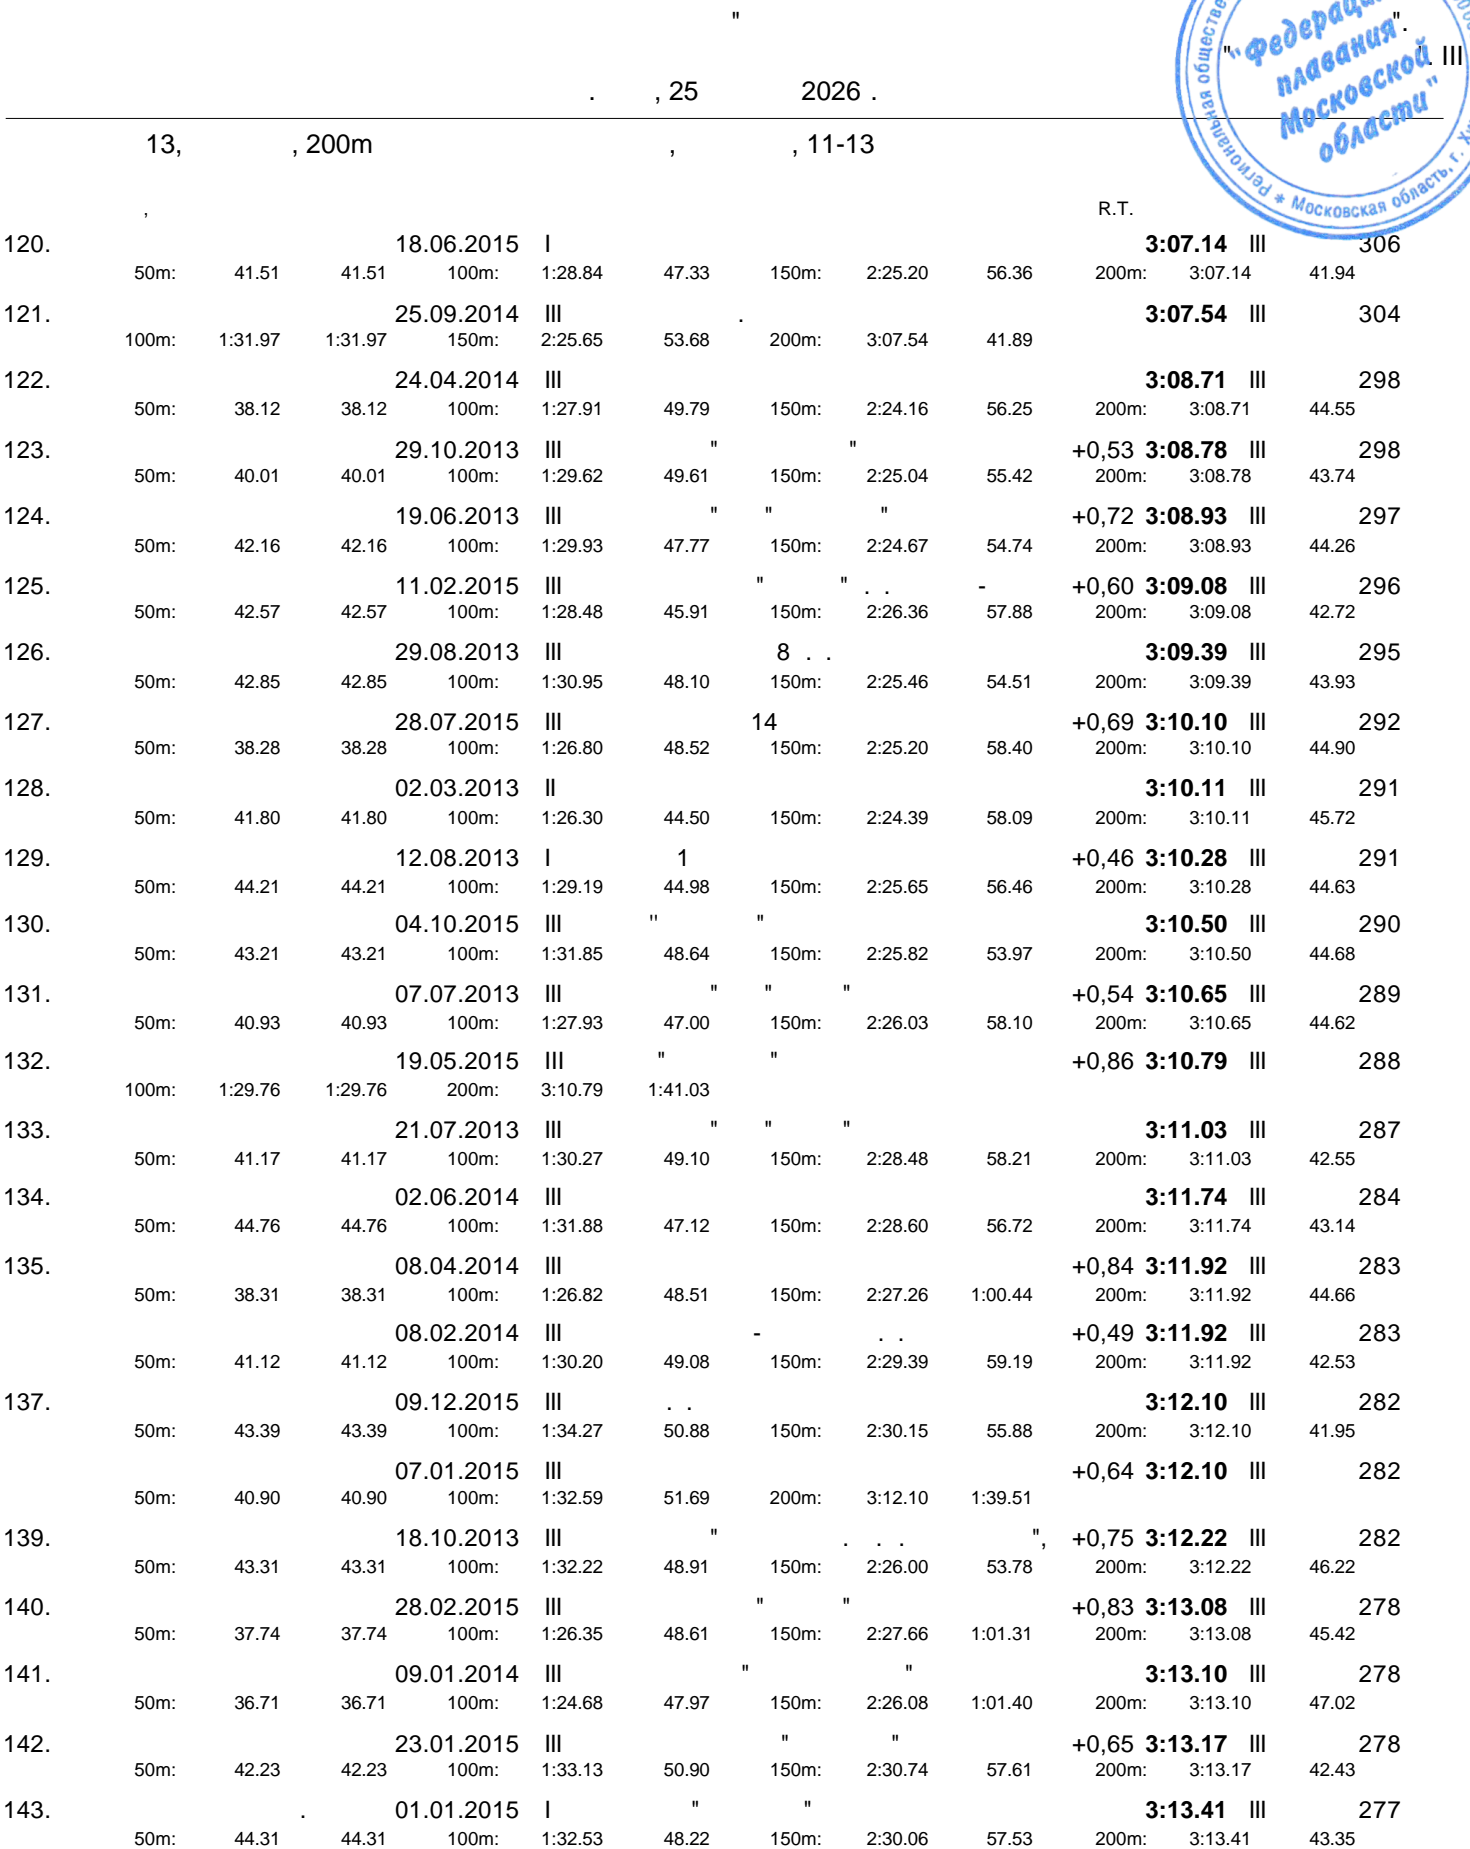 "
".
" ". III
. , 25 2026 .
13, , 200m , , 11-13
, R.T.
120. 18.06.2015 I 3:07.14 III 306
50m: 41.51 41.51 100m: 1:28.84 47.33 150m: 2:25.20 56.36 200m: 3:07.14 41.94
121. 25.09.2014 III . 3:07.54 III 304
100m: 1:31.97 1:31.97 150m: 2:25.65 53.68 200m: 3:07.54 41.89
122. 24.04.2014 III 3:08.71 III 298
50m: 38.12 38.12 100m: 1:27.91 49.79 150m: 2:24.16 56.25 200m: 3:08.71 44.55
123. 29.10.2013 III " " +0,53 3:08.78 III 298
50m: 40.01 40.01 100m: 1:29.62 49.61 150m: 2:25.04 55.42 200m: 3:08.78 43.74
124. 19.06.2013 III " " " +0,72 3:08.93 III 297
50m: 42.16 42.16 100m: 1:29.93 47.77 150m: 2:24.67 54.74 200m: 3:08.93 44.26
125. 11.02.2015 III " " . . - +0,60 3:09.08 III 296
50m: 42.57 42.57 100m: 1:28.48 45.91 150m: 2:26.36 57.88 200m: 3:09.08 42.72
126. 29.08.2013 III 8 . . 3:09.39 III 295
50m: 42.85 42.85 100m: 1:30.95 48.10 150m: 2:25.46 54.51 200m: 3:09.39 43.93
127. 28.07.2015 III 14 +0,69 3:10.10 III 292
50m: 38.28 38.28 100m: 1:26.80 48.52 150m: 2:25.20 58.40 200m: 3:10.10 44.90
128. 02.03.2013 II 3:10.11 III 291
50m: 41.80 41.80 100m: 1:26.30 44.50 150m: 2:24.39 58.09 200m: 3:10.11 45.72
129. 12.08.2013 I 1 +0,46 3:10.28 III 291
50m: 44.21 44.21 100m: 1:29.19 44.98 150m: 2:25.65 56.46 200m: 3:10.28 44.63
130. 04.10.2015 III " " 3:10.50 III 290
50m: 43.21 43.21 100m: 1:31.85 48.64 150m: 2:25.82 53.97 200m: 3:10.50 44.68
131. 07.07.2013 III " " " +0,54 3:10.65 III 289
50m: 40.93 40.93 100m: 1:27.93 47.00 150m: 2:26.03 58.10 200m: 3:10.65 44.62
132. 19.05.2015 III " " +0,86 3:10.79 III 288
100m: 1:29.76 1:29.76 200m: 3:10.79 1:41.03
133. 21.07.2013 III " " " 3:11.03 III 287
50m: 41.17 41.17 100m: 1:30.27 49.10 150m: 2:28.48 58.21 200m: 3:11.03 42.55
134. 02.06.2014 III 3:11.74 III 284
50m: 44.76 44.76 100m: 1:31.88 47.12 150m: 2:28.60 56.72 200m: 3:11.74 43.14
135. 08.04.2014 III +0,84 3:11.92 III 283
50m: 38.31 38.31 100m: 1:26.82 48.51 150m: 2:27.26 1:00.44 200m: 3:11.92 44.66
08.02.2014 III - . . +0,49 3:11.92 III 283
50m: 41.12 41.12 100m: 1:30.20 49.08 150m: 2:29.39 59.19 200m: 3:11.92 42.53
137. 09.12.2015 III . . 3:12.10 III 282
50m: 43.39 43.39 100m: 1:34.27 50.88 150m: 2:30.15 55.88 200m: 3:12.10 41.95
07.01.2015 III +0,64 3:12.10 III 282
50m: 40.90 40.90 100m: 1:32.59 51.69 200m: 3:12.10 1:39.51
139. 18.10.2013 III " . . . ", +0,75 3:12.22 III 282
50m: 43.31 43.31 100m: 1:32.22 48.91 150m: 2:26.00 53.78 200m: 3:12.22 46.22
140. 28.02.2015 III " " +0,83 3:13.08 III 278
50m: 37.74 37.74 100m: 1:26.35 48.61 150m: 2:27.66 1:01.31 200m: 3:13.08 45.42
141. 09.01.2014 III " " 3:13.10 III 278
50m: 36.71 36.71 100m: 1:24.68 47.97 150m: 2:26.08 1:01.40 200m: 3:13.10 47.02
142. 23.01.2015 III " " +0,65 3:13.17 III 278
50m: 42.23 42.23 100m: 1:33.13 50.90 150m: 2:30.74 57.61 200m: 3:13.17 42.43
143. . 01.01.2015 I " " 3:13.41 III 277
50m: 44.31 44.31 100m: 1:32.53 48.22 150m: 2:30.06 57.53 200m: 3:13.41 43.35
плавания
Московской
области"
Региональная
* Московская область, г.